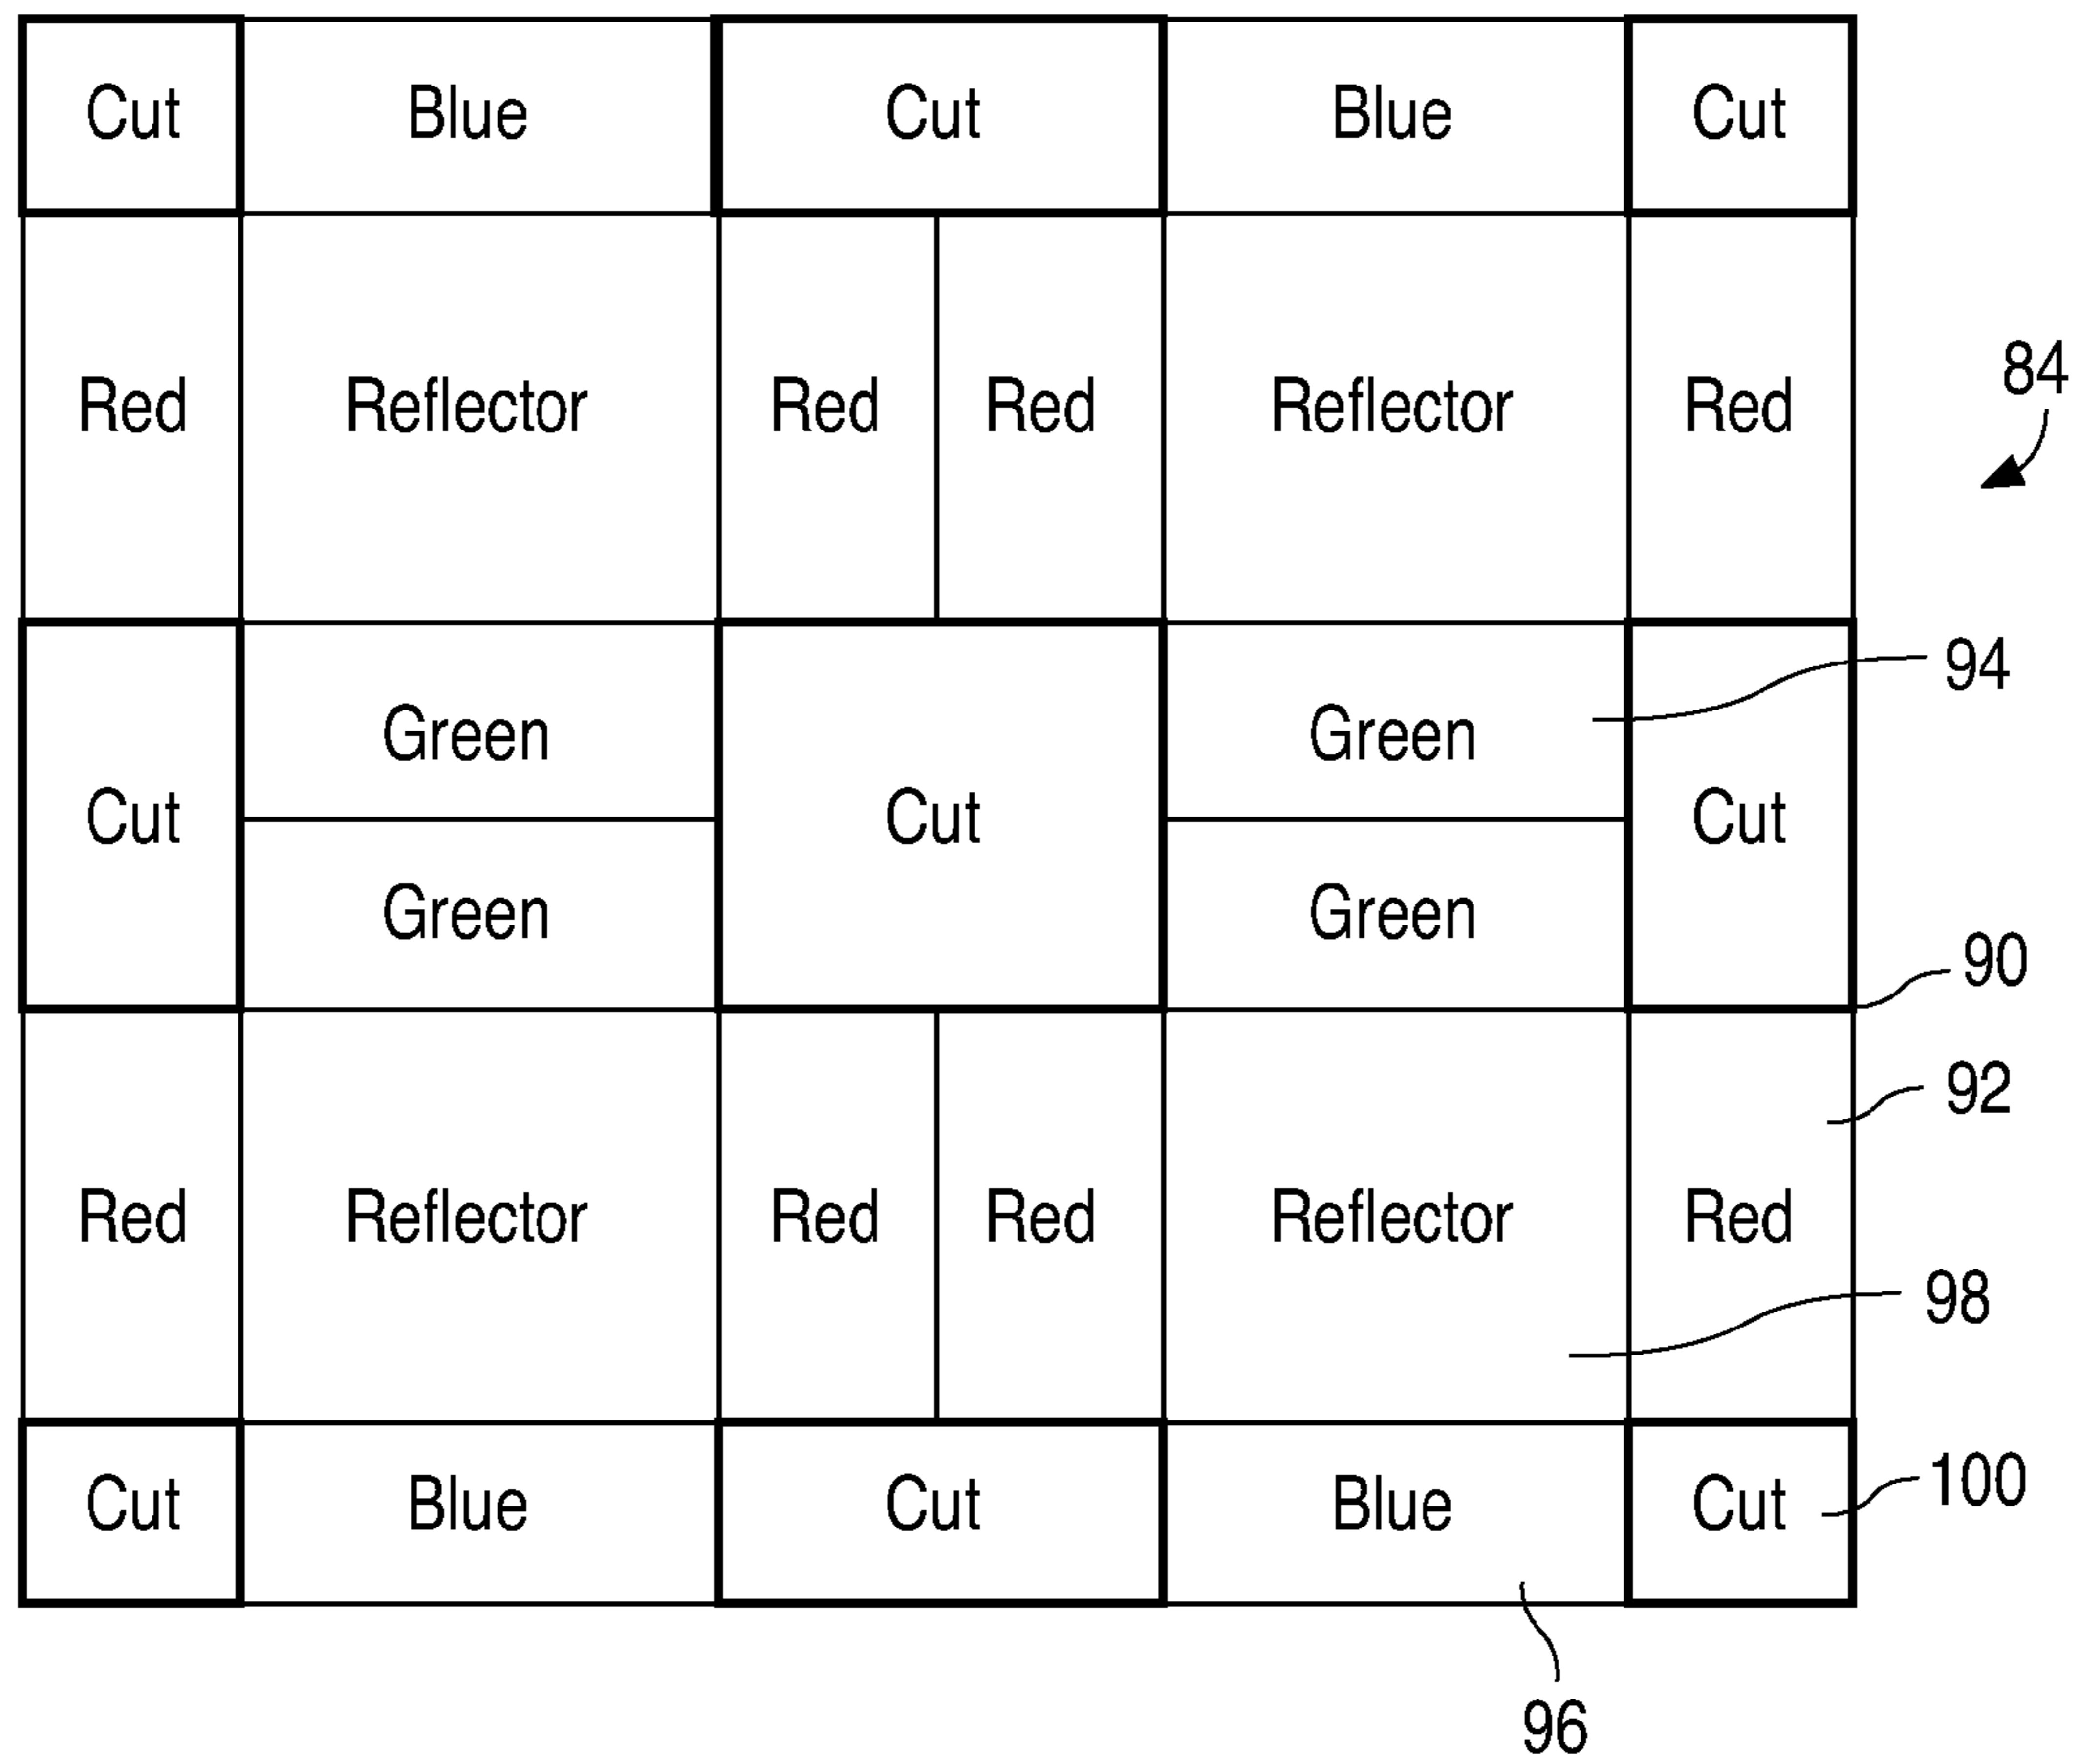 Cut Blue Cut Blue Cut
Red Reflector Red Red Reflector Red
84
94
Green Green
Cut Cut Cut
Green Green
90
92
Red Reflector Red Red Reflector Red
98
Cut Blue Cut Blue Cut
100
96